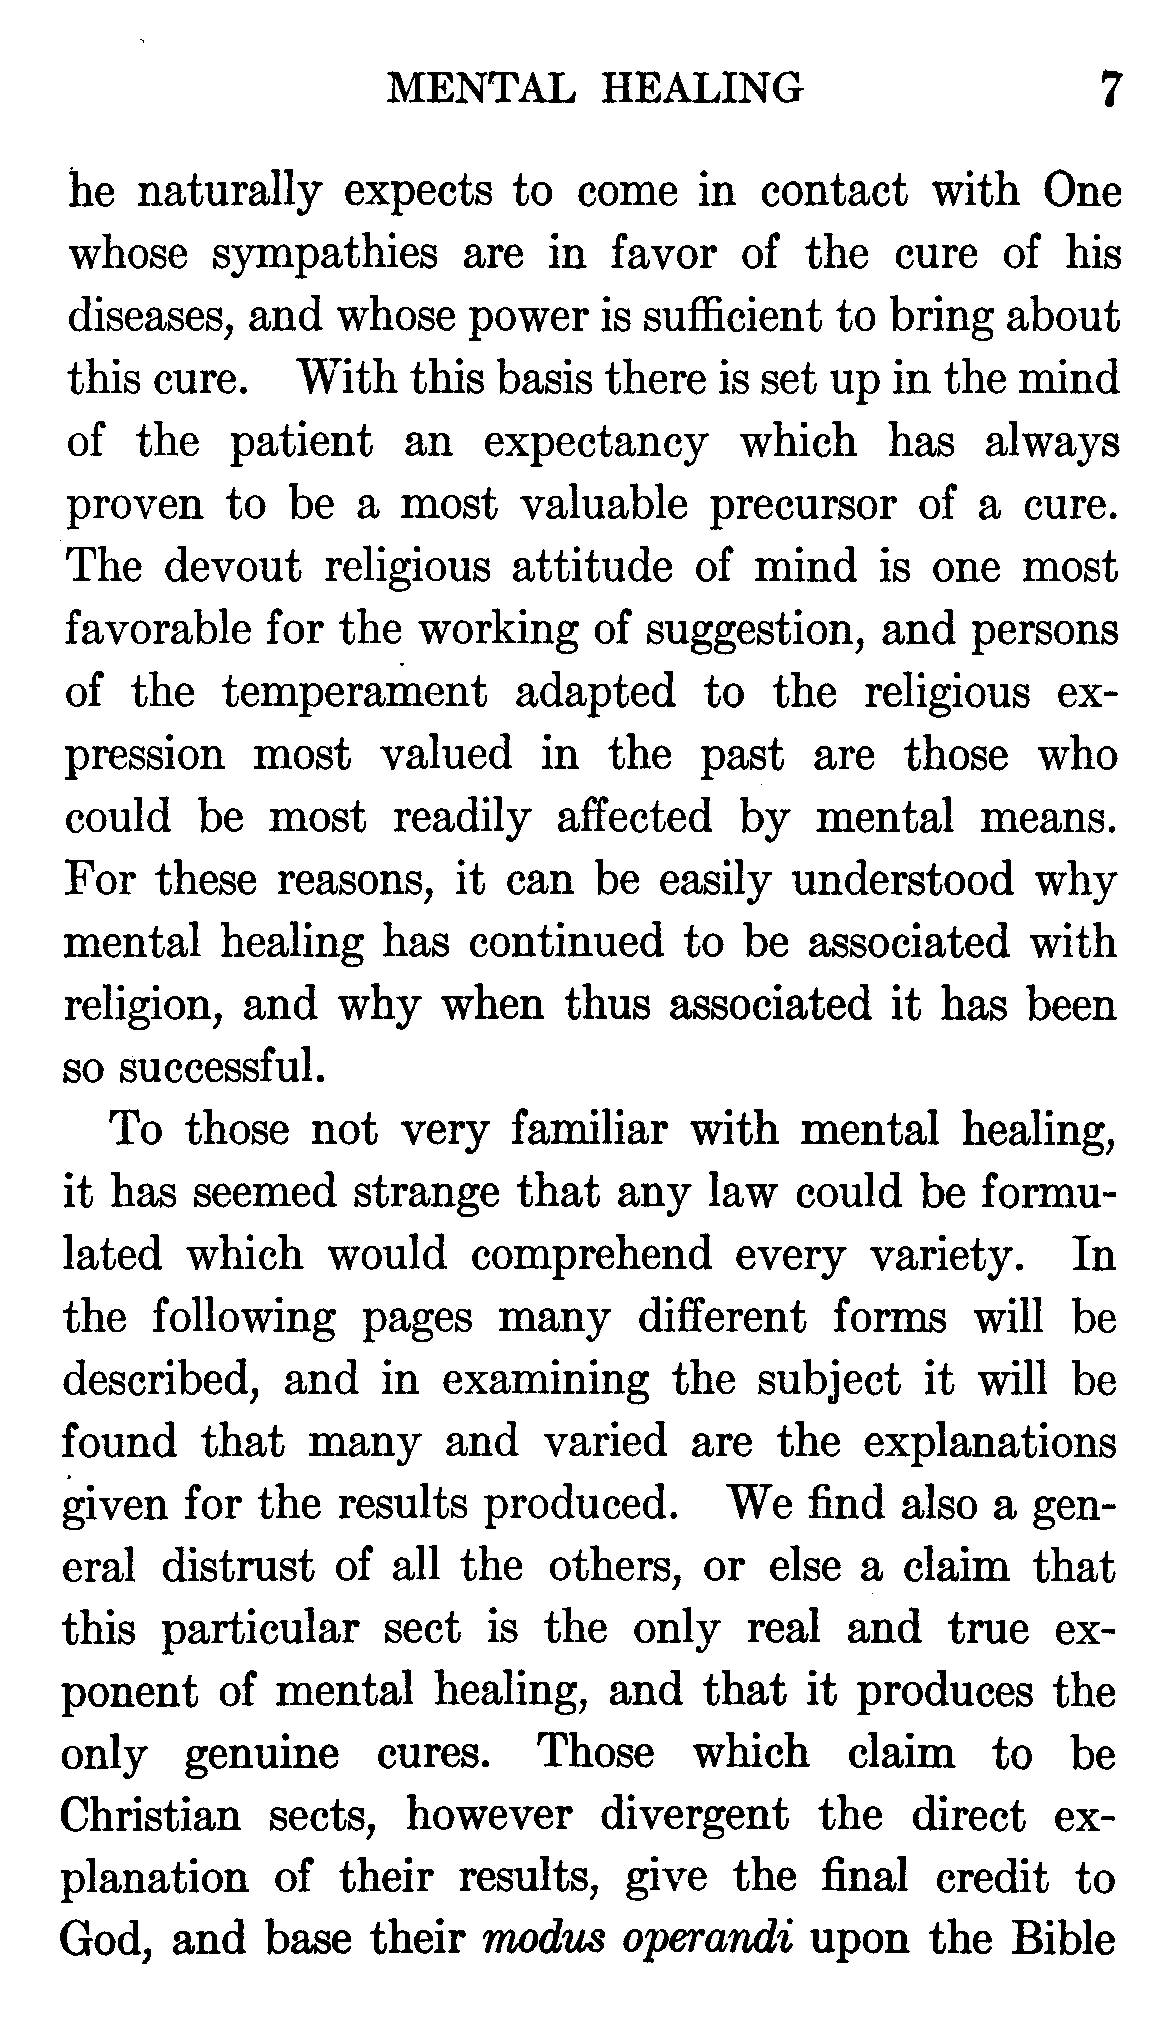 MENTAL HEALING 7
he naturally expects to come in contact with One
whose sympathies are in favor of the cure of his
diseases, and whose power is sufficient to bring about
this cure. With this basis there is set up in the mind
of the patient an expectancy which has always
proven to be a most valuable precursor of a cure.
The devout religious attitude of mind is one most
favorable for the working of suggestion, and persons
of the temperament adapted to the religious ex-
pression most valued in the past are those who
could be most readily affected by mental means.
For these reasons, it can be easily understood why
mental healing has continued to be associated with
religion, and why when thus associated it has been
so successful.
To those not very familiar with mental healing,
it has seemed strange that any law could be formu-
lated which would comprehend every variety. In
the following pages many different forms will be
described, and in examining the subject it will be
found that many and varied are the explanations
given for the results produced. We find also a gen-
eral distrust of all the others, or else a claim that
this particular sect is the only real and true ex-
ponent of mental healing, and that it produces the
only genuine cures. Those which claim to be
Christian sects, however divergent the direct ex-
planation of their results, give the final credit to
God, and base their modus operandi upon the Bible